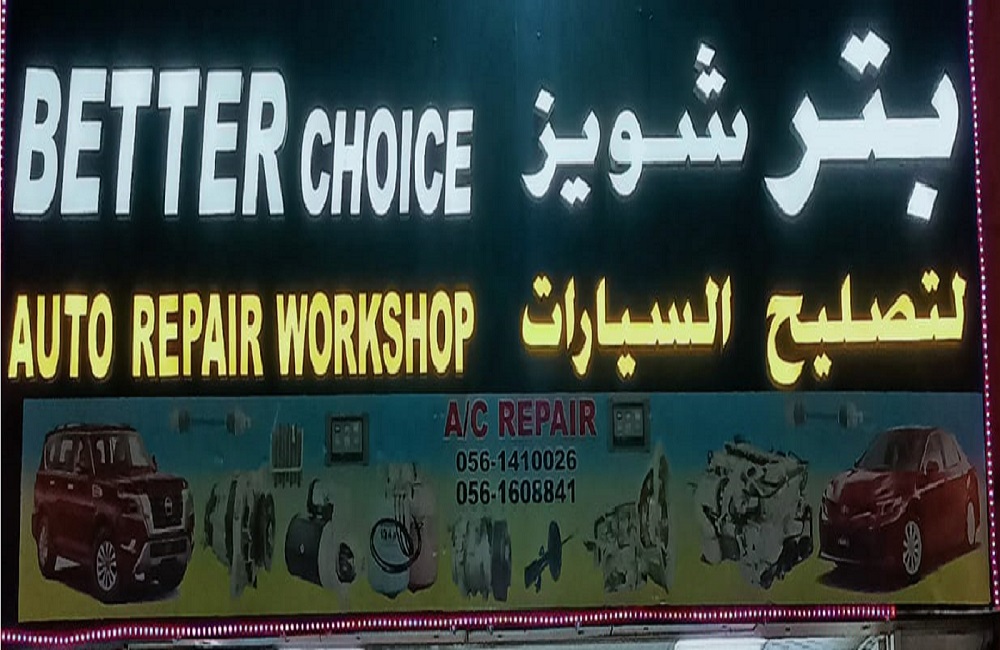 BETTER CHOICE
بتر شويز
AUTO REPAIR WORKSHOP
لتصليح السيارات
A/C REPAIR
056-1410026
056-1608841